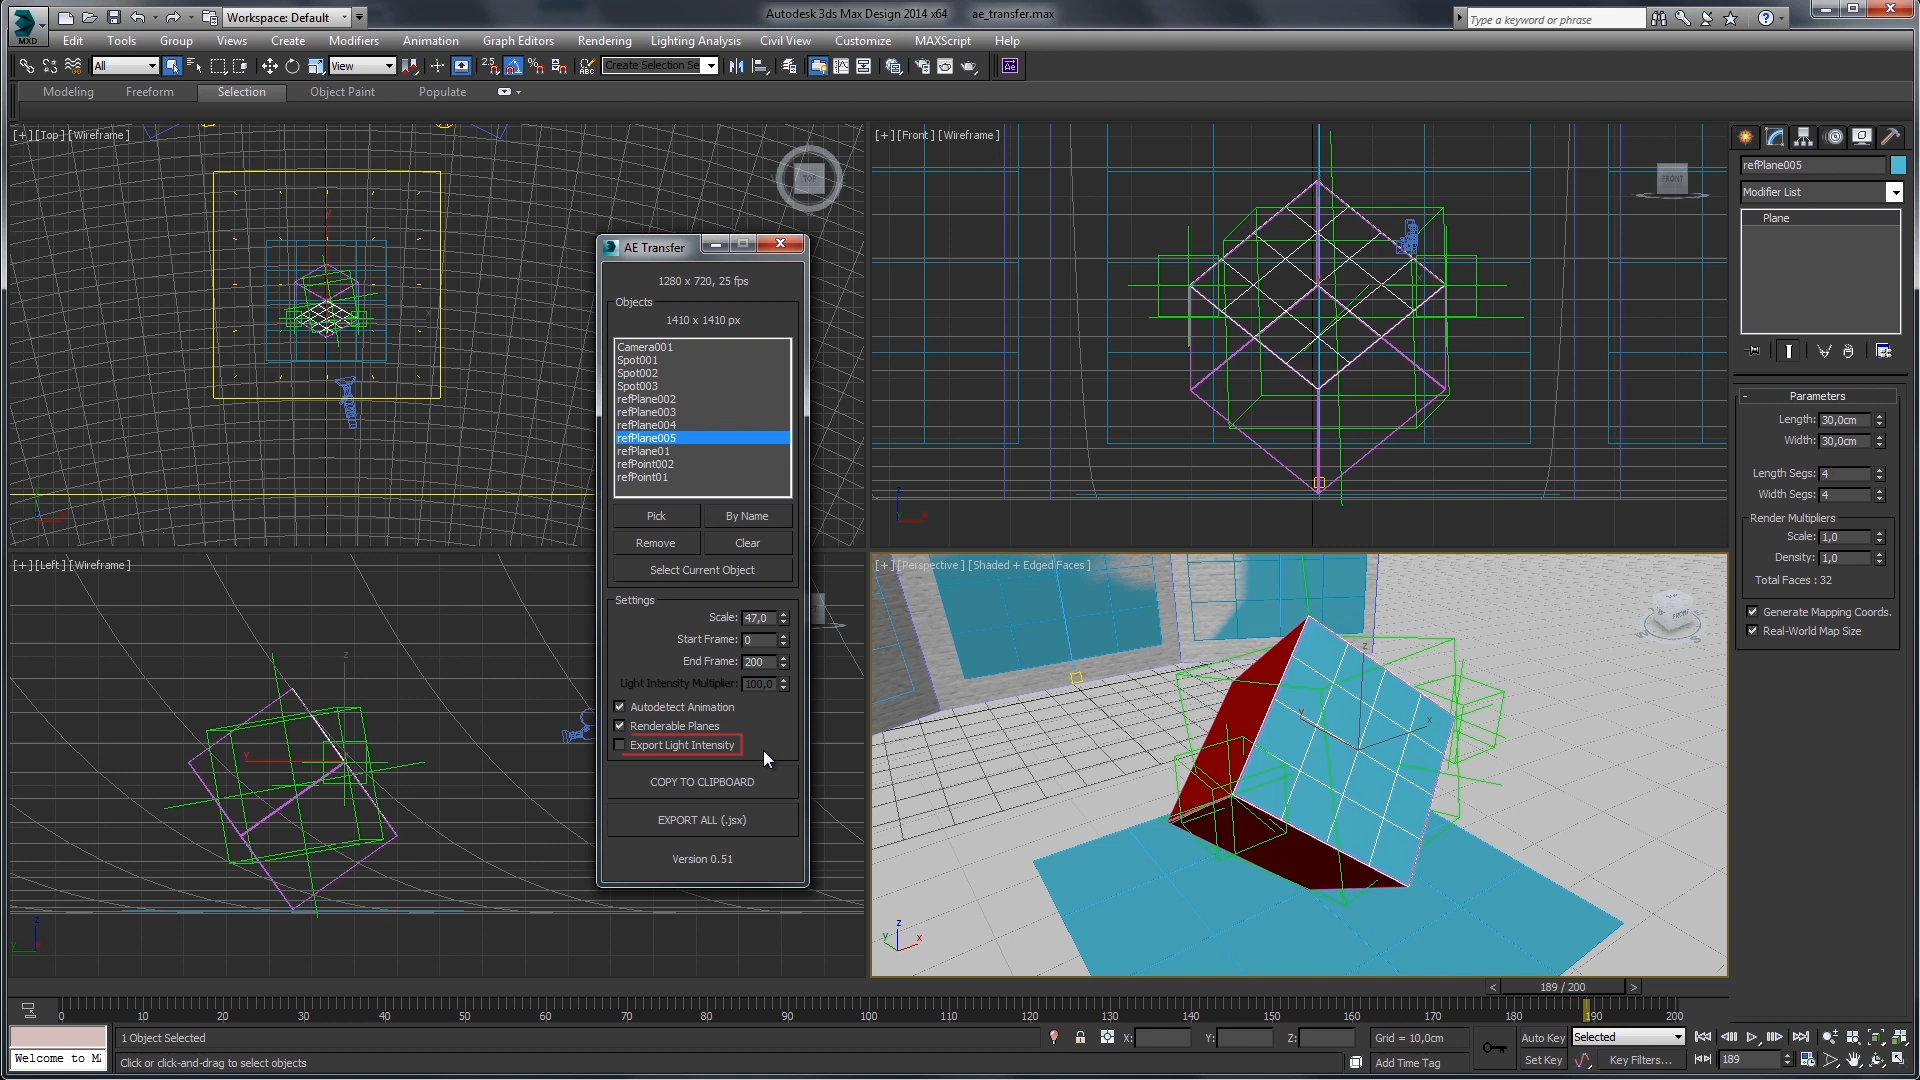 Workspace: Default
Autodesk 3ds Max Design 2014 x64
ae_transfer.max
Type a keyword or phrase
MXD
Edit
Tools
Group
Views
Create
Modifiers
Animation
Graph Editors
Rendering
Lighting Analysis
Civil View
Customize
MAXScript
Help
All
View
2.5
Create Selection Se
Modeling
Freeform
Selection
Object Paint
Populate
[+][Top][Wireframe]
TOP
[+][Front][Wireframe]
FRONT
[+][Left][Wireframe]
[+][Perspective][Shaded + Edged Faces]
FRONT
AE Transfer
1280 x 720, 25 fps
Objects
1410 x 1410 px
Camera001
Spot001
Spot002
Spot003
refPlane002
refPlane003
refPlane004
refPlane005
refPlane01
refPoint002
refPoint01
Pick
By Name
Remove
Clear
Select Current Object
Settings
Scale: 47,0
Start Frame: 0
End Frame: 200
Light Intensity Multiplier: 100,0
Autodetect Animation
Renderable Planes
Export Light Intensity
COPY TO CLIPBOARD
EXPORT ALL (.jsx)
Version 0.51
refPlane005
Modifier List
Plane
- Parameters
Length: 30,0cm
Width: 30,0cm
Length Segs: 4
Width Segs: 4
Render Multipliers
Scale: 1,0
Density: 1,0
Total Faces : 32
Generate Mapping Coords.
Real-World Map Size
< 189 / 200 >
0 10 20 30 40 50 60 70 80 90 100 110 120 130 140 150 160 170 180 190 200
1 Object Selected
X:
Y:
Z:
Grid = 10,0cm
Auto Key
Selected
Welcome to MA
Click or click-and-drag to select objects
Add Time Tag
Set Key
Key Filters...
189